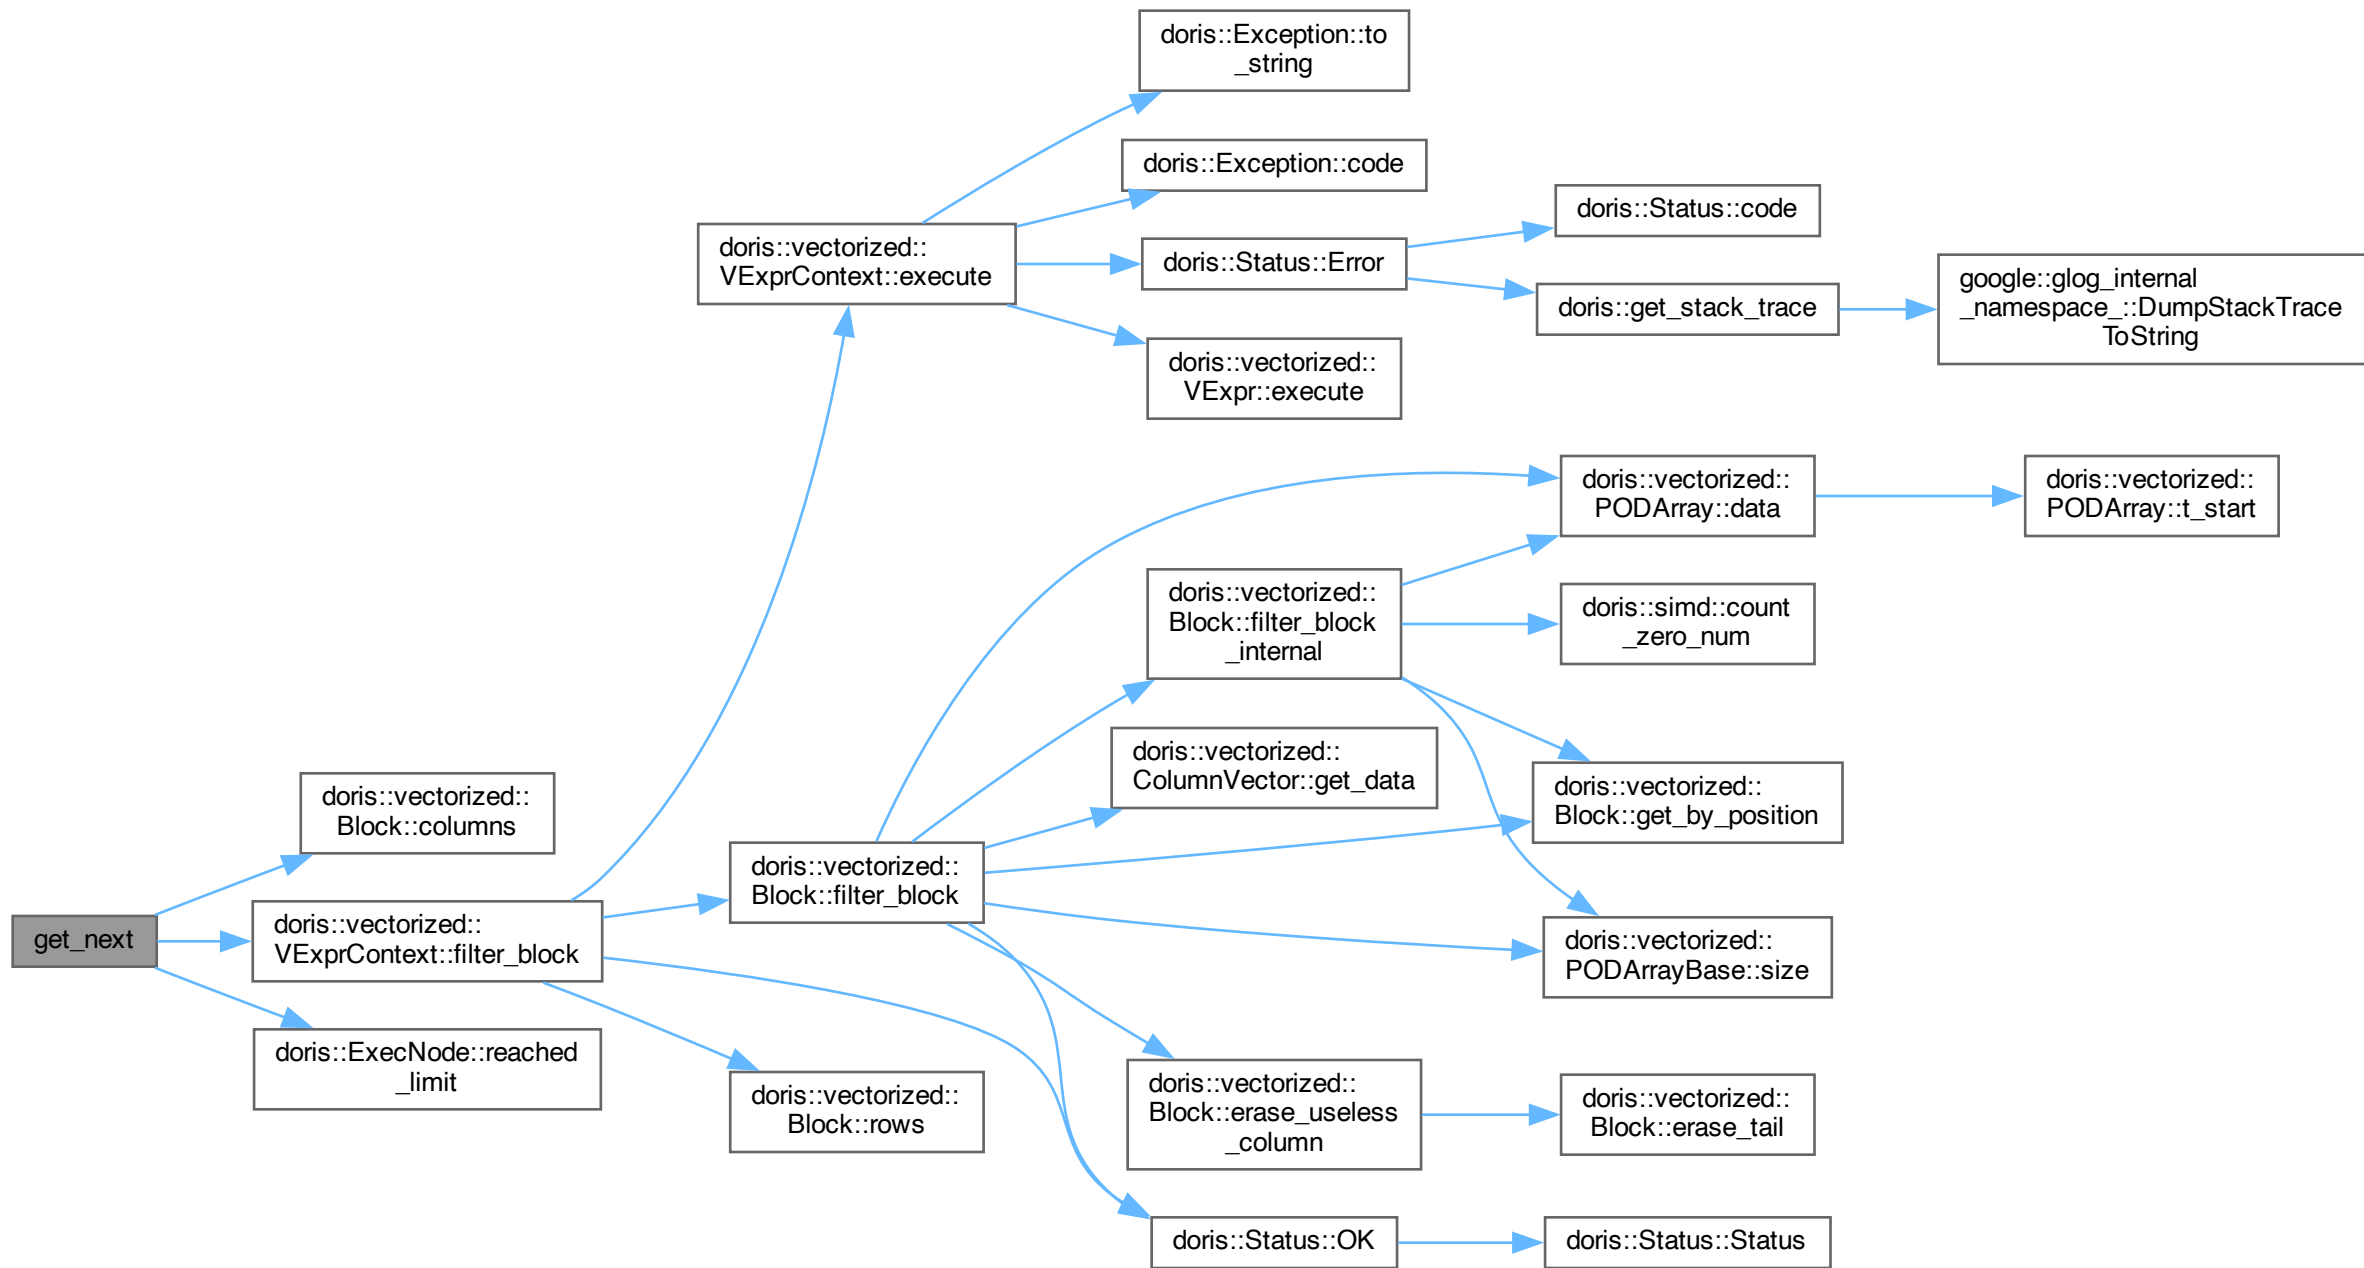 doris::Exception::to
_string
doris::Exception::code
doris::Status::code
doris::vectorized::
VExprContext::execute
doris::Status::Error
google::glog_internal
_namespace_::DumpStackTrace
ToString
doris::get_stack_trace
doris::vectorized::
VExpr::execute
doris::vectorized::
PODArray::data
doris::vectorized::
PODArray::t_start
doris::vectorized::
Block::filter_block
_internal
doris::simd::count
_zero_num
doris::vectorized::
ColumnVector::get_data
doris::vectorized::
Block::get_by_position
doris::vectorized::
Block::columns
doris::vectorized::
Block::filter_block
get_next
doris::vectorized::
VExprContext::filter_block
doris::vectorized::
PODArrayBase::size
doris::ExecNode::reached
_limit
doris::vectorized::
Block::rows
doris::vectorized::
Block::erase_useless
_column
doris::vectorized::
Block::erase_tail
doris::Status::OK
doris::Status::Status